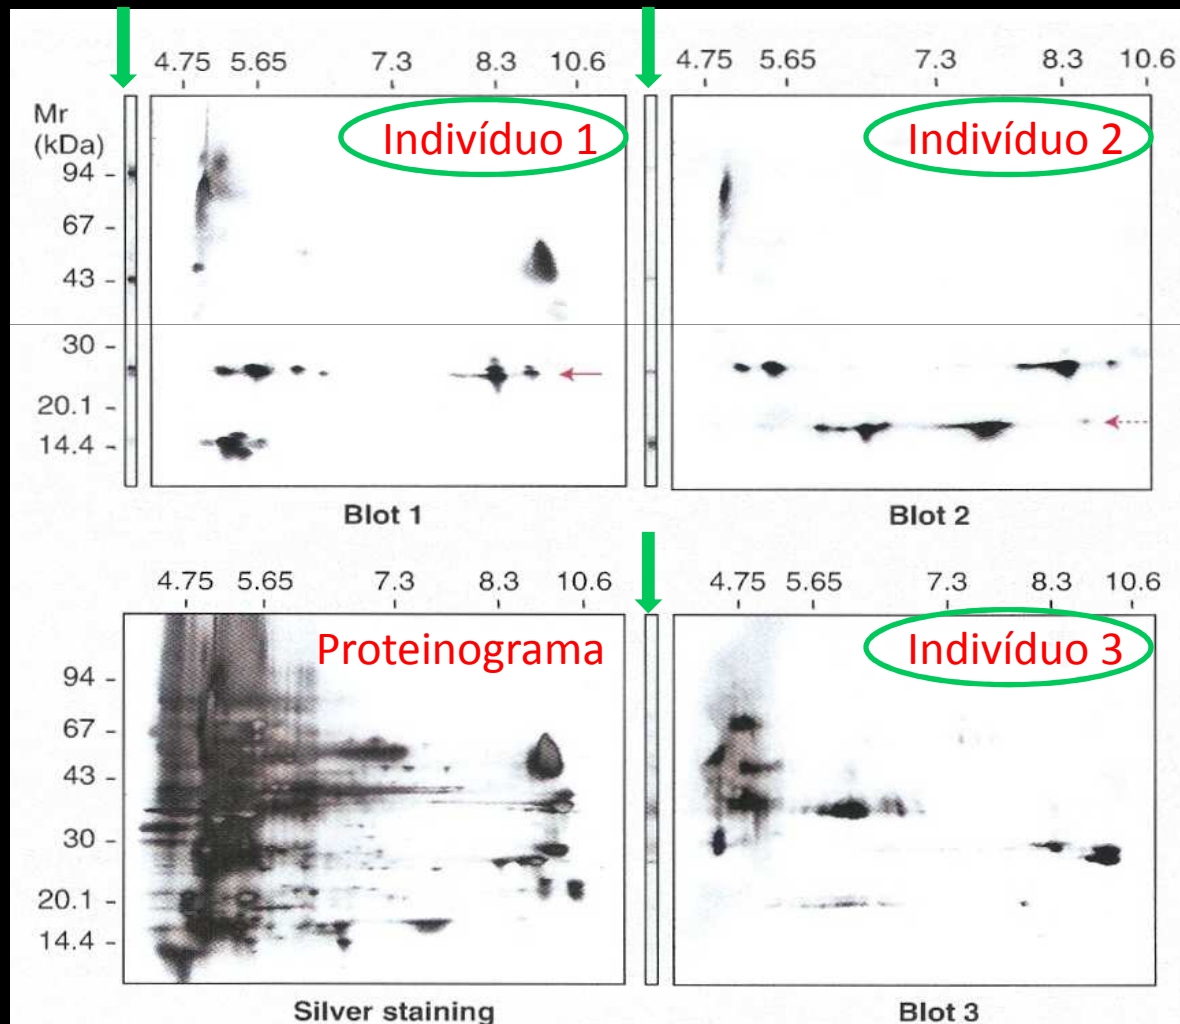 4.75 5.65 7.3 8.3 10.6
4.75 5.65 7.3 8.3 10.6
Mr
(kDa)
94 -
67 -
43 -
30 -
20.1 -
14.4 -
Indivíduo 1
Indivíduo 2
Blot 1
Blot 2
4.75 5.65 7.3 8.3 10.6
4.75 5.65 7.3 8.3 10.6
94 -
67 -
43 -
30 -
20.1 -
14.4 -
Proteinograma
Indivíduo 3
Silver staining
Blot 3